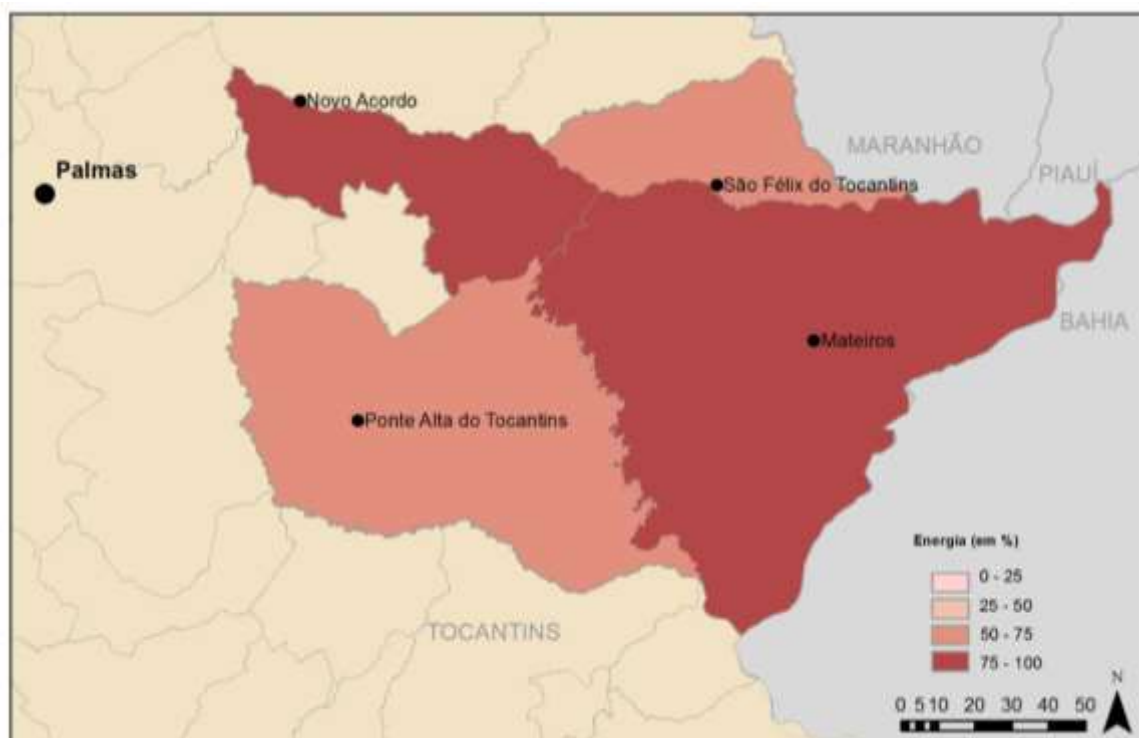 Novo Acordo
Palmas
MARANHÃO
PIAUÍ
São Félix do Tocantins
BAHIA
Mateiros
Ponte Alta do Tocantins
TOCANTINS
Energia (em %)
0 - 25
25 - 50
50 - 75
75 - 100
N
0 5 10 20 30 40 50